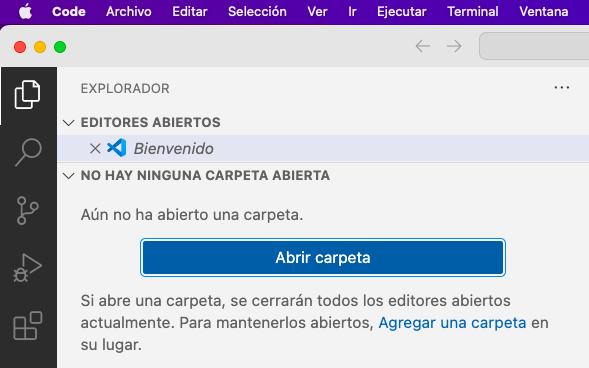 Code Archivo Editar Selección Ver Ir Ejecutar Terminal Ventana
EXPLORADOR
EDITORES ABIERTOS
Bienvenido
NO HAY NINGUNA CARPETA ABIERTA
Aún no ha abierto una carpeta.
Abrir carpeta
Si abre una carpeta, se cerrarán todos los editores abiertos
actualmente. Para mantenerlos abiertos, Agregar una carpeta en
su lugar.